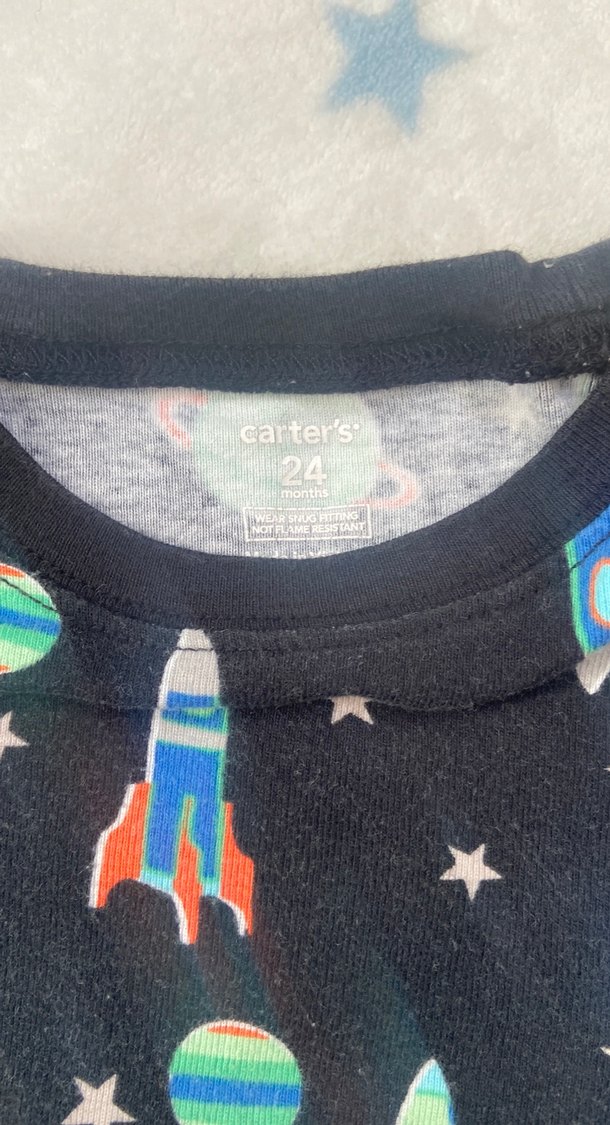 carter's
24
months
WEAR SNUG FITTING
NOT FLAME RESISTANT